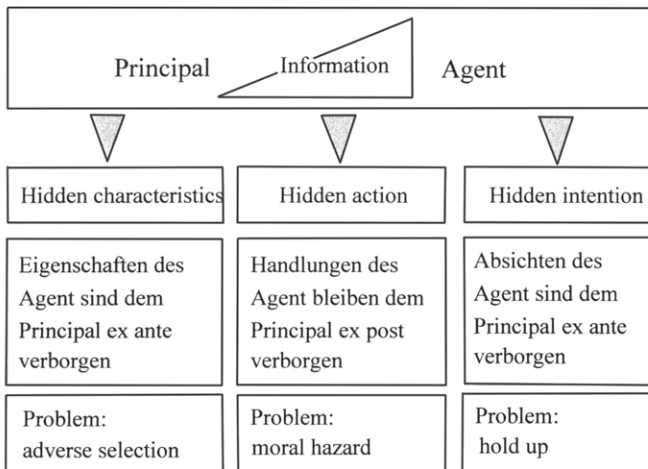 Principal
Information
Agent
Hidden characteristics
Hidden action
Hidden intention
Eigenschaften des
Agent sind dem
Principal ex ante
verborgen
Handlungen des
Agent bleiben dem
Principal ex post
verborgen
Absichten des
Agent sind dem
Principal ex ante
verborgen
Problem:
adverse selection
Problem:
moral hazard
Problem:
hold up